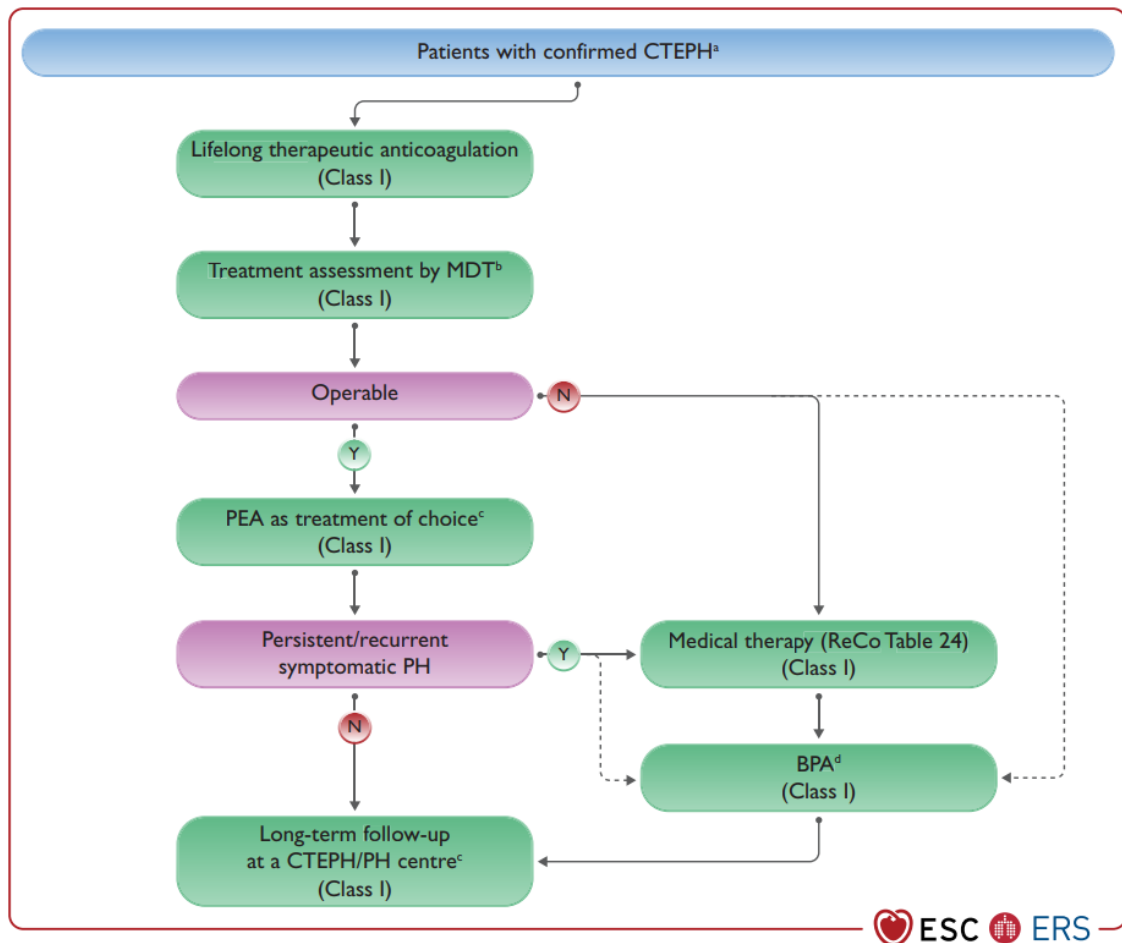 Patients with confirmed CTEPHᵃ
Lifelong therapeutic anticoagulation
(Class I)
Treatment assessment by MDTᵇ
(Class I)
Operable
N
Y
PEA as treatment of choiceᶜ
(Class I)
Persistent/recurrent
symptomatic PH
Y
Medical therapy (ReCo Table 24)
(Class I)
N
BPAᵈ
(Class I)
Long-term follow-up
at a CTEPH/PH centreᶜ
(Class I)
ESC ERS